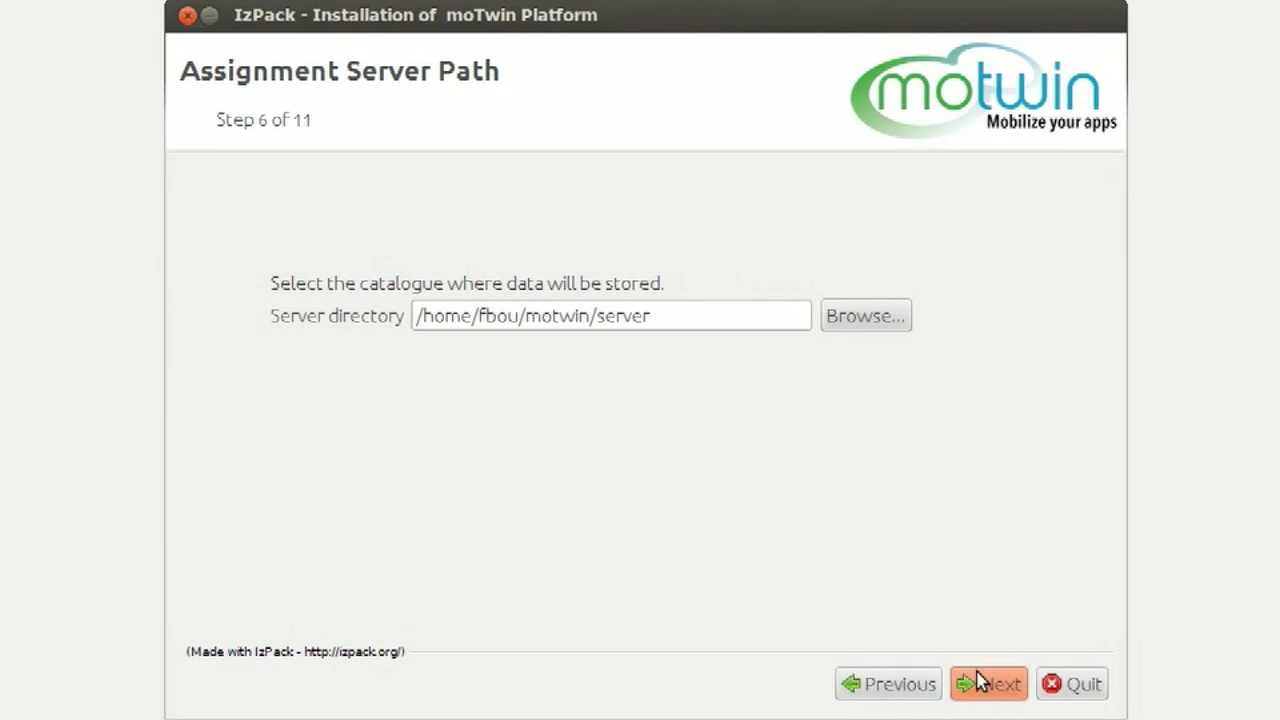 IzPack - Installation of moTwin Platform
Assignment Server Path
Step 6 of 11
motwin
Mobilize your apps
Select the catalogue where data will be stored.
Server directory /home/fbou/motwin/server Browse...
(Made with IzPack - http://izpack.org/)
Previous Next Quit